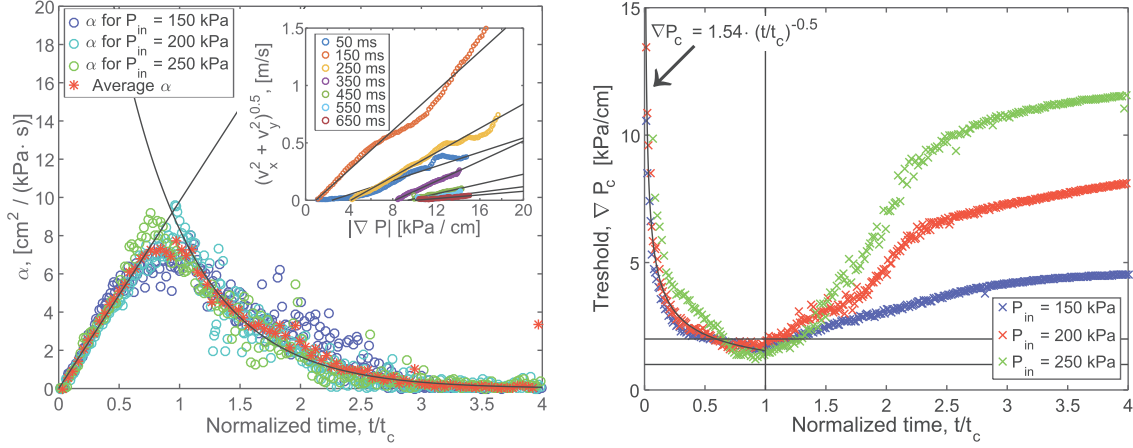 20
18
16
14
12
10
8
6
4
2
0
α, [cm² / (kPa· s)]
α for P_in = 150 kPa
α for P_in = 200 kPa
α for P_in = 250 kPa
Average α
0 0.5 1 1.5 2 2.5 3 3.5 4
Normalized time, t/t_c
1.5
1
0.5
0
(v_x² + v_y²)^0.5, [m/s]
50 ms
150 ms
250 ms
350 ms
450 ms
550 ms
650 ms
0 4 8 12 16 20
|∇ P| [kPa / cm]
15
10
5
0
Treshold, ∇ P_c [kPa/cm]
∇P_c = 1.54· (t/t_c)^-0.5
P_in = 150 kPa
P_in = 200 kPa
P_in = 250 kPa
0 0.5 1 1.5 2 2.5 3 3.5 4
Normalized time, t/t_c